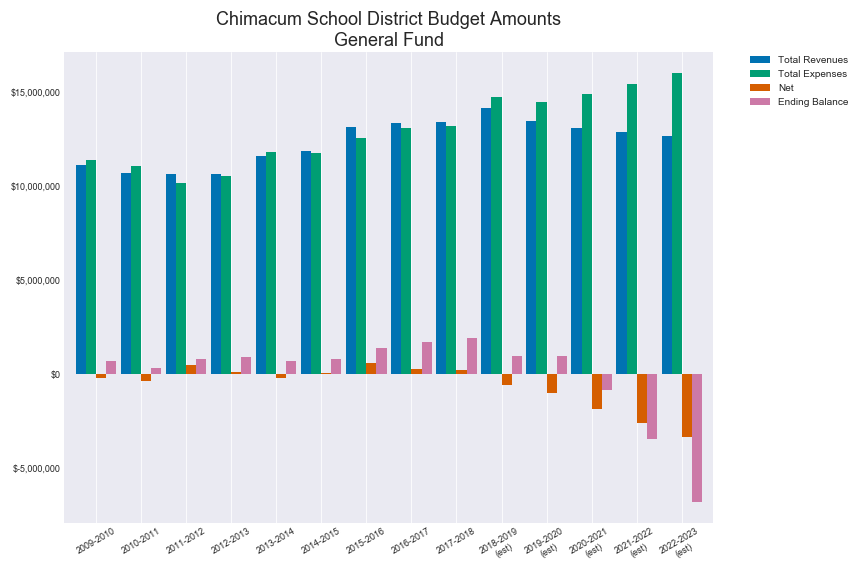 Chimacum School District Budget Amounts
General Fund
Total Revenues
Total Expenses
Net
Ending Balance
$15,000,000
$10,000,000
$5,000,000
$0
$-5,000,000
2009-2010
2010-2011
2011-2012
2012-2013
2013-2014
2014-2015
2015-2016
2016-2017
2017-2018
2018-2019
(est)
2019-2020
(est)
2020-2021
(est)
2021-2022
(est)
2022-2023
(est)